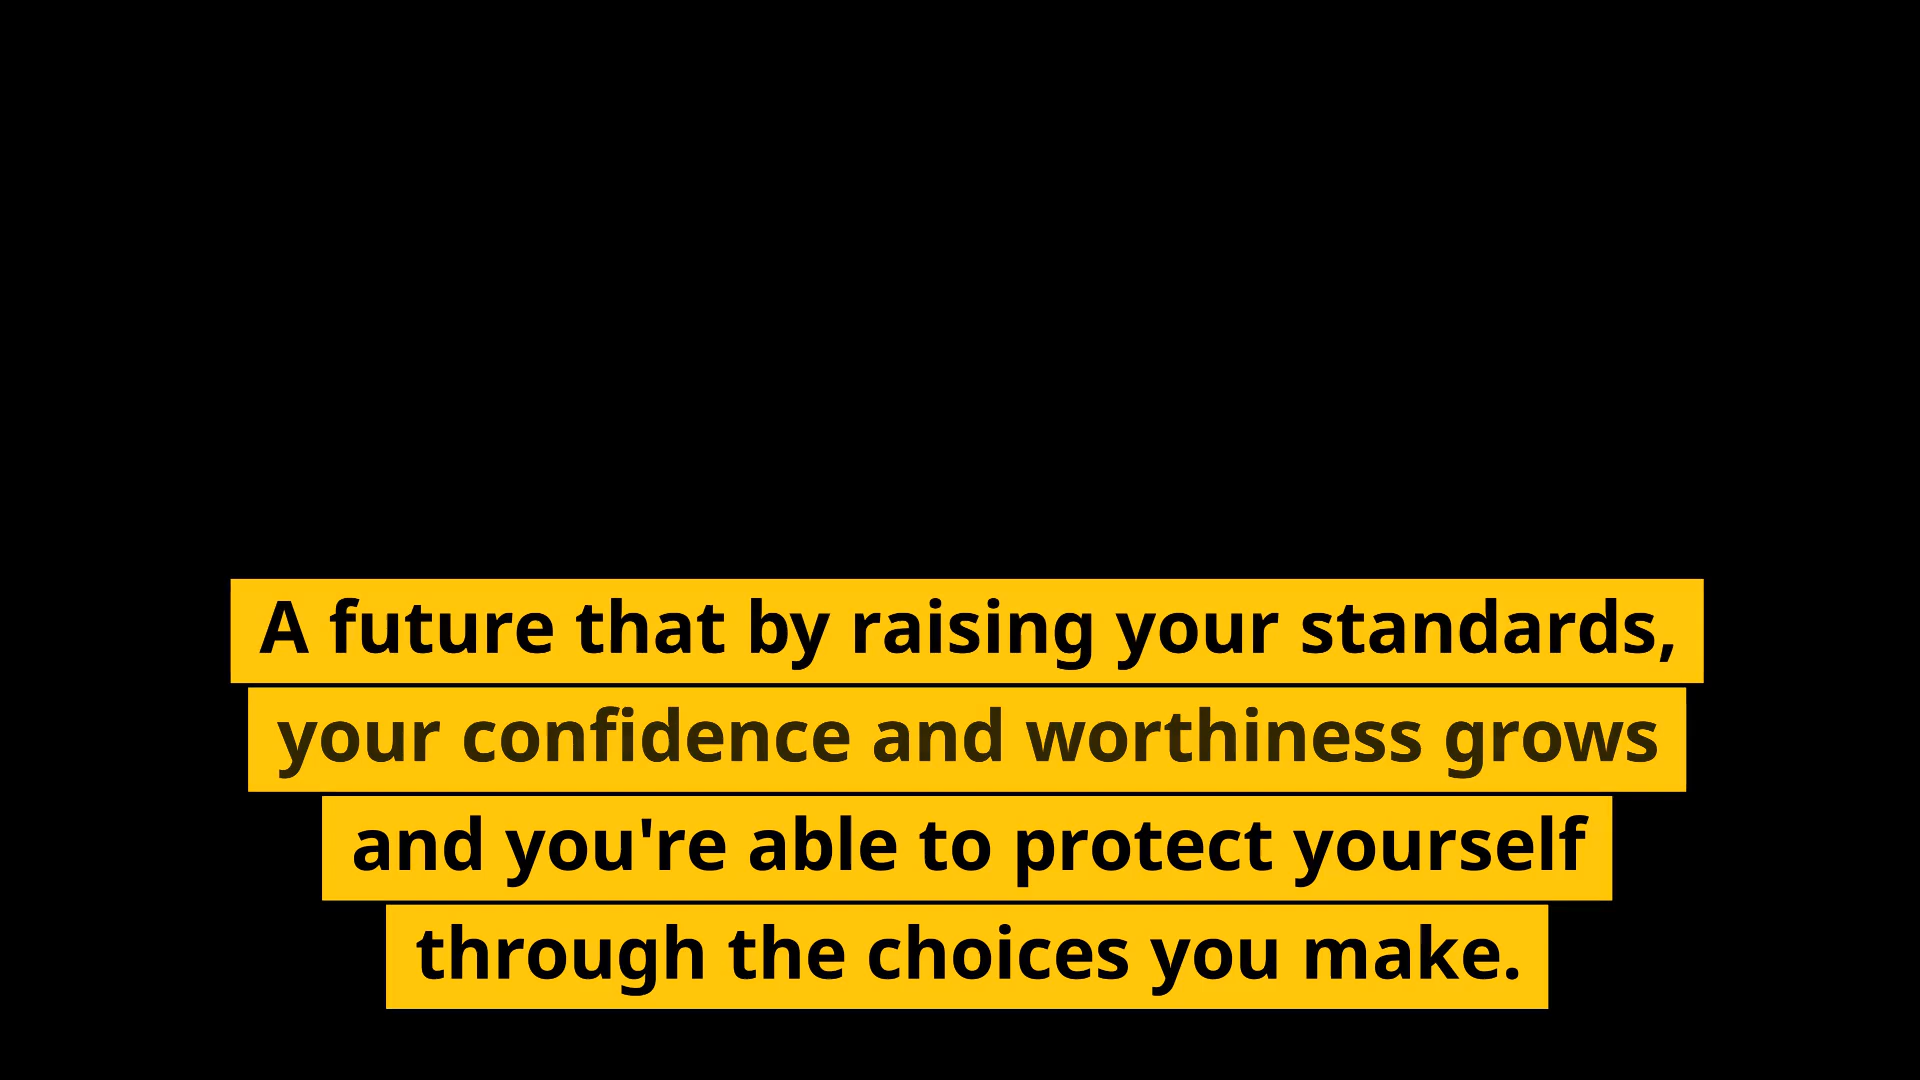 A future that by raising your standards,
your confidence and worthiness grows
and you're able to protect yourself
through the choices you make.